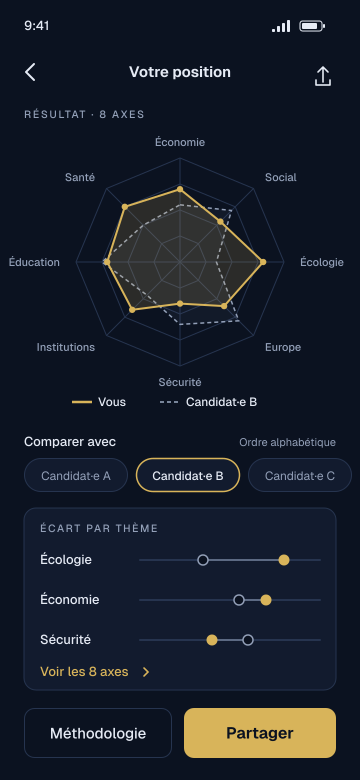 9:41
Votre position
RÉSULTAT · 8 AXES
Économie
Santé
Social
Éducation
Écologie
Institutions
Europe
Sécurité
Vous
Candidat·e B
Comparer avec
Ordre alphabétique
Candidat·e A
Candidat·e B
Candidat·e C
ÉCART PAR THÈME
Écologie
Économie
Sécurité
Voir les 8 axes
Méthodologie
Partager